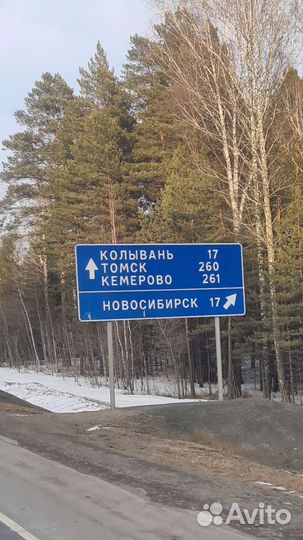 КОЛЫВАНЬ 17
ТОМСК 260
КЕМЕРОВО 261
НОВОСИБИРСК 17
Avito